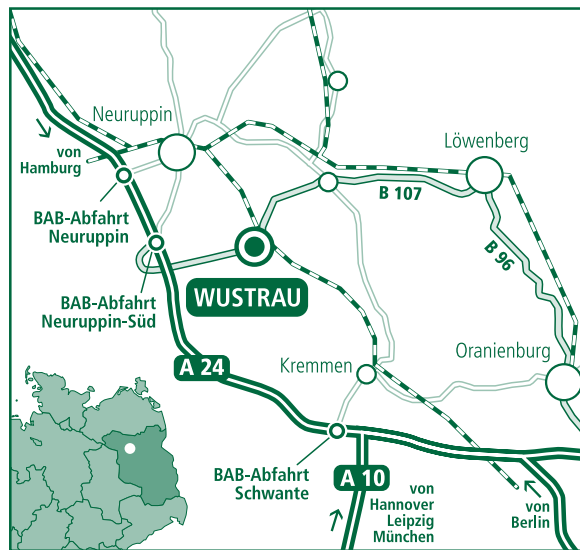 Neuruppin
Löwenberg
von
Hamburg
B 107
BAB-Abfahrt
Neuruppin
B 96
WUSTRAU
BAB-Abfahrt
Neuruppin-Süd
A 24
Kremmen
Oranienburg
BAB-Abfahrt
Schwante
A 10
von
Hannover
Leipzig
München
von
Berlin